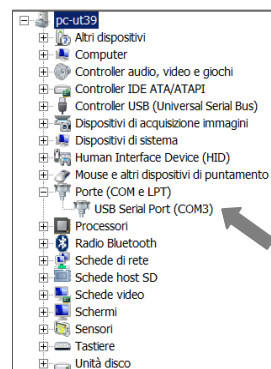 pc-ut39
Altri dispositivi
Computer
Controller audio, video e giochi
Controller IDE ATA/ATAPI
Controller USB (Universal Serial Bus)
Dispositivi di acquisizione immagini
Dispositivi di sistema
Human Interface Device (HID)
Mouse e altri dispositivi di puntamento
Porte (COM e LPT)
USB Serial Port (COM3)
Processori
Radio Bluetooth
Schede di rete
Schede host SD
Schede video
Schermi
Sensori
Tastiere
Unità disco